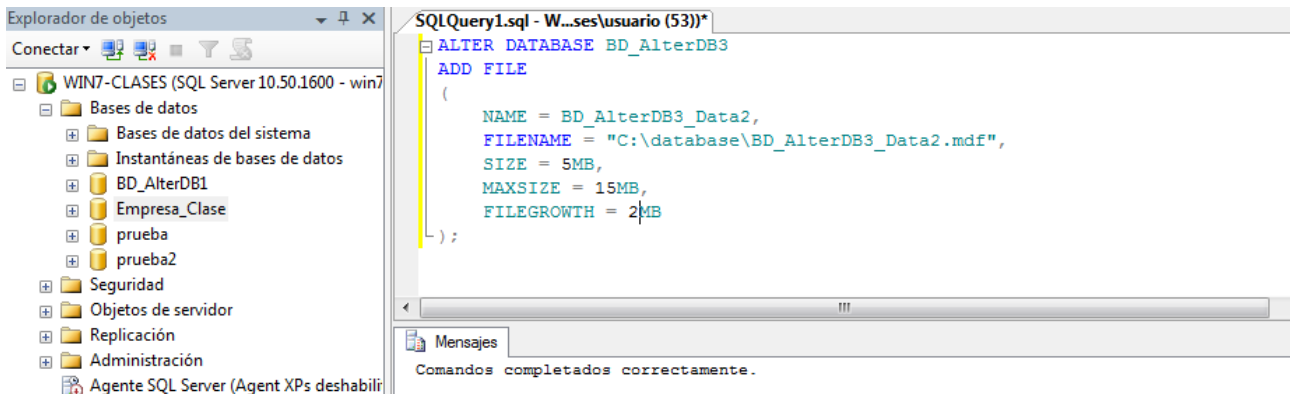 Explorador de objetos
Conectar
WIN7-CLASES (SQL Server 10.50.1600 - win7
Bases de datos
Bases de datos del sistema
Instantáneas de bases de datos
BD_AlterDB1
Empresa_Clase
prueba
prueba2
Seguridad
Objetos de servidor
Replicación
Administración
Agente SQL Server (Agent XPs deshabili
SQLQuery1.sql - W...ses\usuario (53))*
ALTER DATABASE BD_AlterDB3
ADD FILE
(
NAME = BD_AlterDB3_Data2,
FILENAME = "C:\database\BD_AlterDB3_Data2.mdf",
SIZE = 5MB,
MAXSIZE = 15MB,
FILEGROWTH = 2MB
);
Mensajes
Comandos completados correctamente.